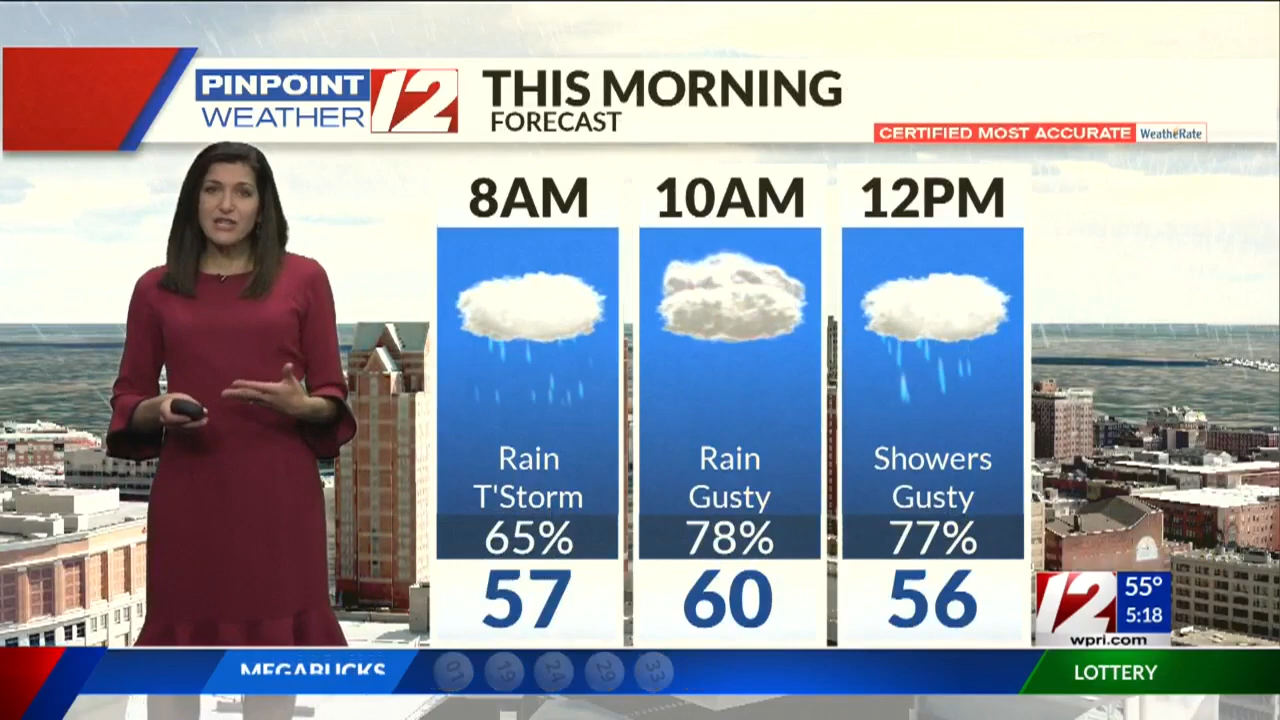 PINPOINT
WEATHER 12
THIS MORNING
FORECAST
CERTIFIED MOST ACCURATE WeatheRate
8AM
10AM
12PM
Rain
T'Storm
65%
57
Rain
Gusty
78%
60
Showers
Gusty
77%
56
12
55°
5:18
wpri.com
MEGABUCKS
01 19 24 29 33
LOTTERY